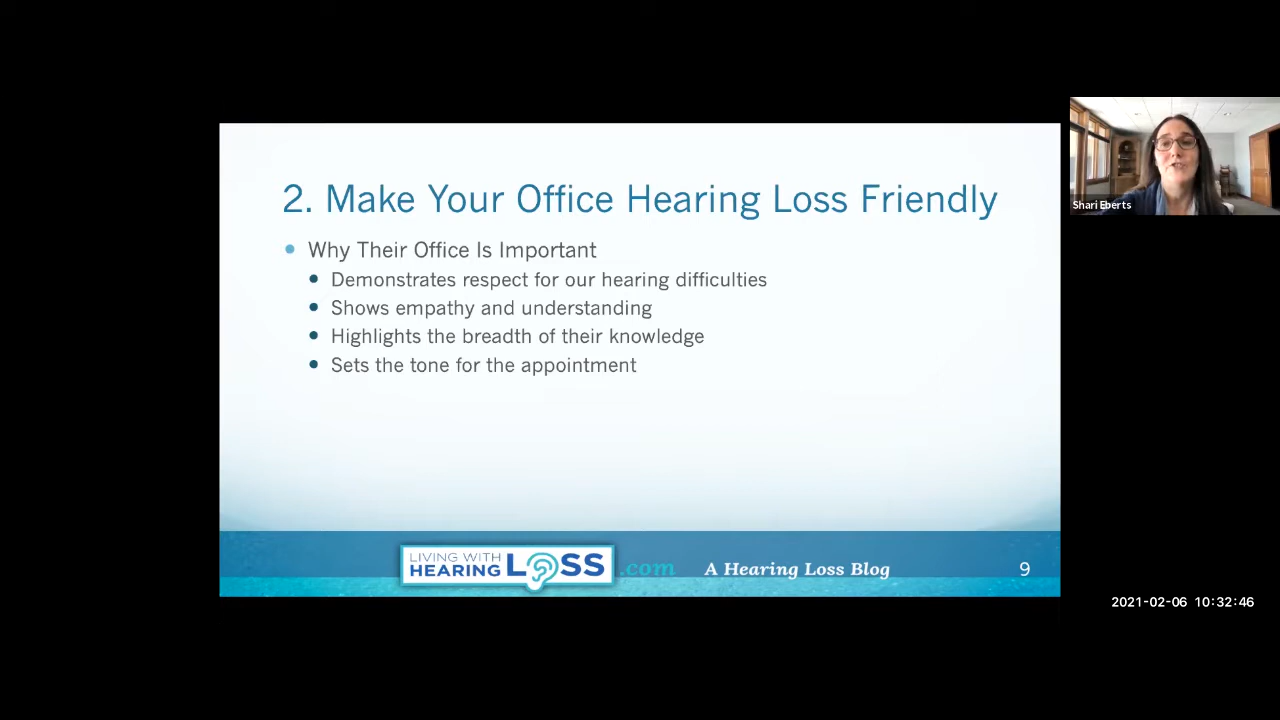 2. Make Your Office Hearing Loss Friendly
Why Their Office Is Important
Demonstrates respect for our hearing difficulties
Shows empathy and understanding
Highlights the breadth of their knowledge
Sets the tone for the appointment
Shari Eberts
LIVING WITH
HEARING LOSS
.com
A Hearing Loss Blog
9
2021-02-06 10:32:46